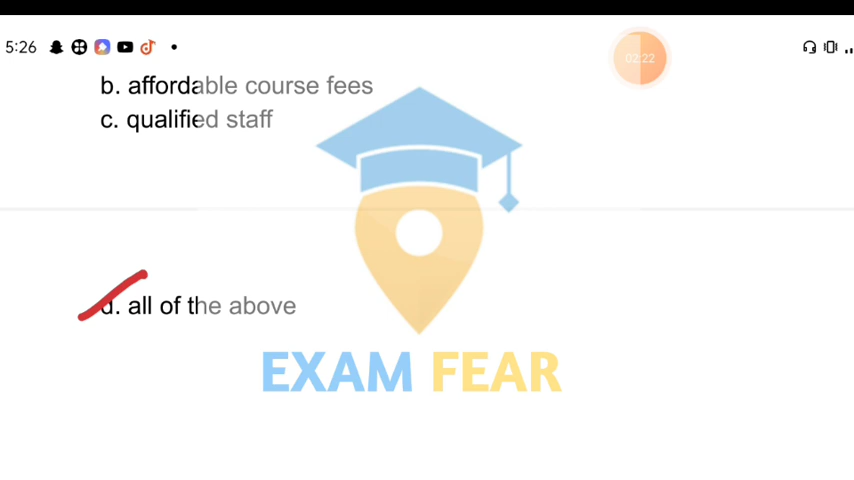 5:26
02:22
b. affordable course fees
c. qualified staff
d. all of the above
EXAM FEAR